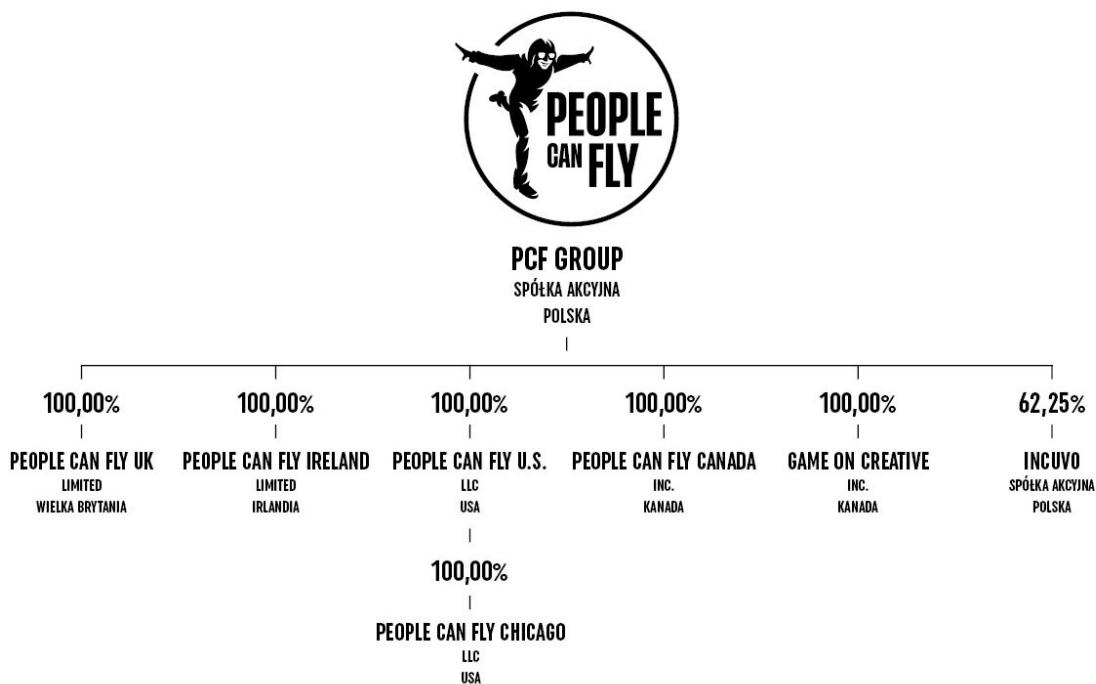 PEOPLE
CAN FLY
PCF GROUP
SPÓŁKA AKCYJNA
POLSKA
100,00% 100,00% 100,00% 100,00% 100,00% 62,25%
PEOPLE CAN FLY UK PEOPLE CAN FLY IRELAND PEOPLE CAN FLY U.S. PEOPLE CAN FLY CANADA GAME ON CREATIVE INCUVO
LIMITED LIMITED LLC INC. INC. SPÓŁKA AKCYJNA
WIELKA BRYTANIA IRLANDIA USA KANADA KANADA POLSKA
100,00%
PEOPLE CAN FLY CHICAGO
LLC
USA